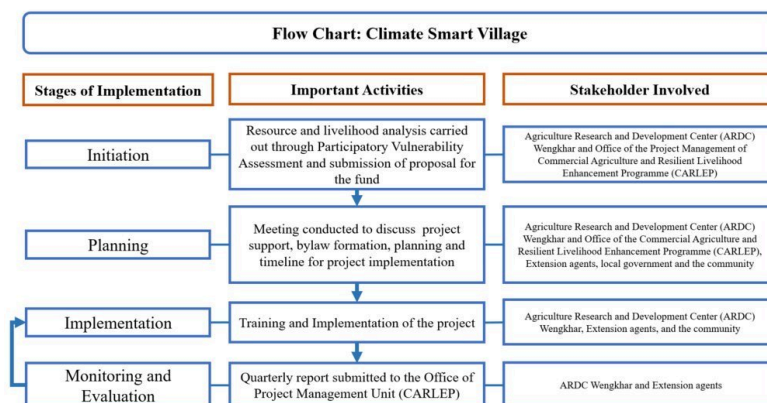 Flow Chart: Climate Smart Village
Stages of Implementation
Important Activities
Stakeholder Involved
Initiation
Resource and livelihood analysis carried
out through Participatory Vulnerability
Assessment and submission of proposal for
the fund
Agriculture Research and Development Center (ARDC)
Wengkhar and Office of the Project Management of
Commercial Agriculture and Resilient Livelihood
Enhancement Programme (CARLEP)
Planning
Meeting conducted to discuss project
support, bylaw formation, planning and
timeline for project implementation
Agriculture Research and Development Center (ARDC)
Wengkhar and Office of the Commercial Agriculture and
Resilient Livelihood Enhancement Programme (CARLEP),
Extension agents, local government and the community
Implementation
Training and Implementation of the project
Agriculture Research and Development Center (ARDC)
Wengkhar, Extension agents, and the community
Monitoring and
Evaluation
Quarterly report submitted to the Office of
Project Management Unit (CARLEP)
ARDC Wengkhar and Extension agents